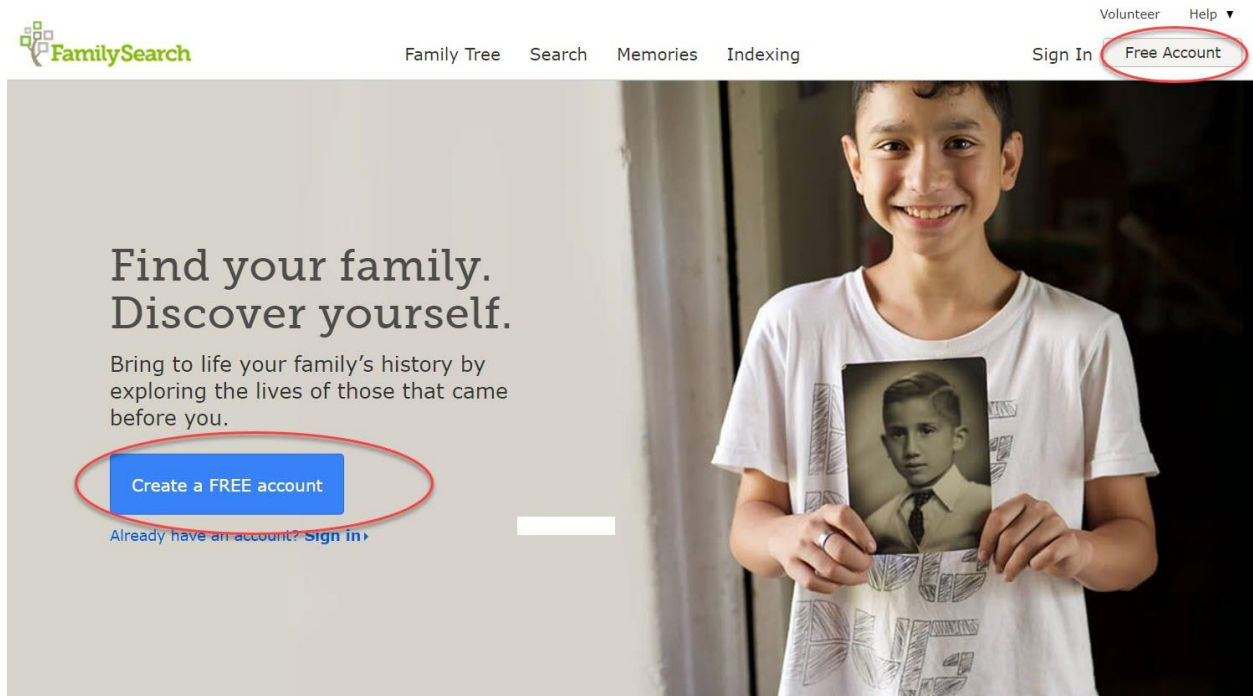 Volunteer Help ▼
FamilySearch
Family Tree Search Memories Indexing
Sign In Free Account
Find your family.
Discover yourself.
Bring to life your family’s history by
exploring the lives of those that came
before you.
Create a FREE account
Already have an account? Sign in